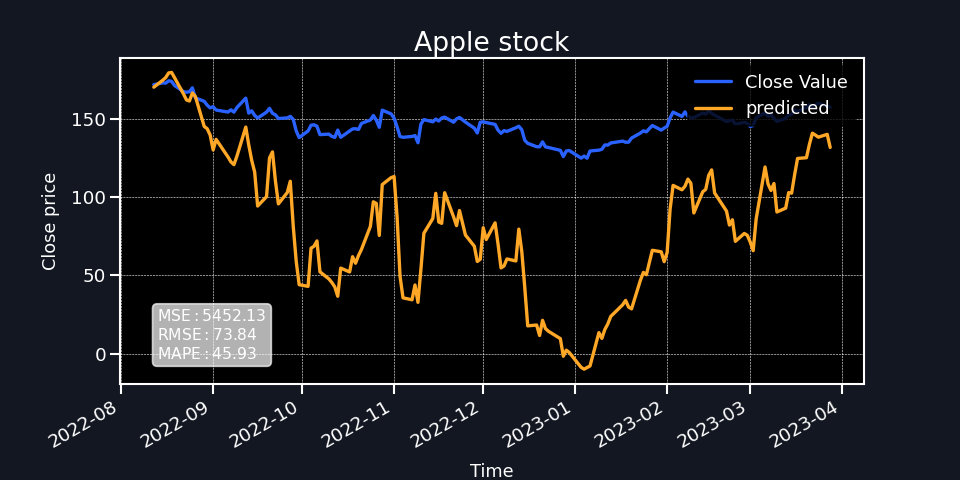 Apple stock
Close Value
predicted
Close price
150
100
50
0
MSE : 5452.13
RMSE : 73.84
MAPE : 45.93
2022-08
2022-09
2022-10
2022-11
2022-12
2023-01
2023-02
2023-03
2023-04
Time